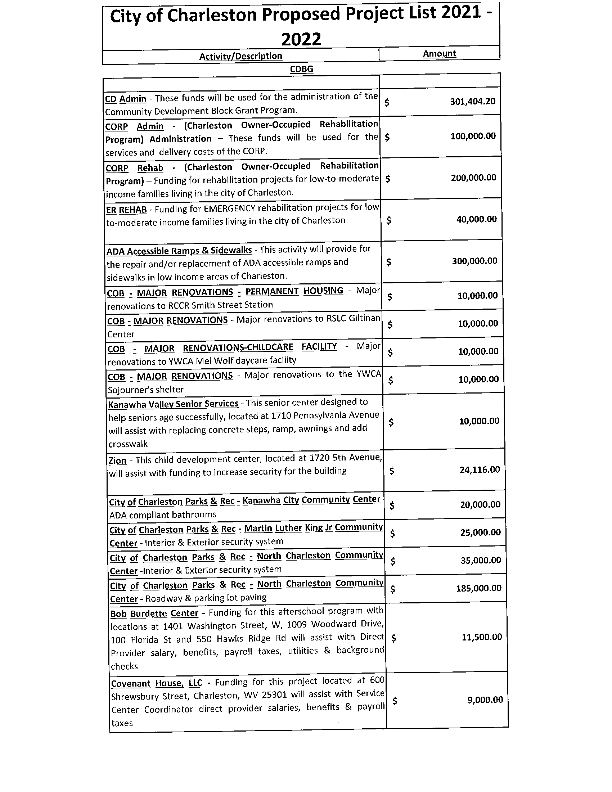 City of Charleston Proposed Project List 2021 -
2022
Activity/Description Amount
CDBG
CD Admin - These funds will be used for the administration of the
Community Development Block Grant Program. $ 301,404.20
CORP Admin - (Charleston Owner-Occupied Rehabilitation
Program) Administration – These funds will be used for the $ 100,000.00
services and delivery costs of the CORP.
CORP Rehab - (Charleston Owner-Occupied Rehabilitation
Program) – Funding for rehabilitation projects for low-to moderate $ 200,000.00
income families living in the city of Charleston.
ER REHAB - Funding for EMERGENCY rehabilitation projects for low
to-moderate income families living in the city of Charleston $ 40,000.00
ADA Accessible Ramps & Sidewalks - This activity will provide for
the repair and/or replacement of ADA accessible ramps and $ 300,000.00
sidewalks in low income areas of Charleston.
COB - MAJOR RENOVATIONS - PERMANENT HOUSING - Major
renovations to RCCR Smith Street Station $ 10,000.00
COB - MAJOR RENOVATIONS - Major renovations to RSLC Giltinan
Center $ 10,000.00
COB - MAJOR RENOVATIONS-CHILDCARE FACILITY - Major
renovations to YWCA Mel Wolf daycare facility $ 10,000.00
COB - MAJOR RENOVATIONS - Major renovations to the YWCA
Sojourner's shelter $ 10,000.00
Kanawha Valley Senior Services - This senior center designed to
help seniors age successfully, located at 1710 Pennsylvania Avenue
will assist with replacing concrete steps, ramp, awnings and add $ 10,000.00
crosswalk
Zion - This child development center, located at 1720 5th Avenue,
will assist with funding to increase security for the building $ 24,116.00
City of Charleston Parks & Rec - Kanawha City Community Center -
ADA compliant bathrooms $ 20,000.00
City of Charleston Parks & Rec - Martin Luther King Jr Community
Center - Interior & Exterior security system $ 25,000.00
City of Charleston Parks & Rec - North Charleston Community
Center -Interior & Exterior security system $ 35,000.00
City of Charleston Parks & Rec - North Charleston Community
Center - Roadway & parking lot paving $ 185,000.00
Bob Burdette Center - Funding for this afterschool program with
locations at 1401 Washington Street, W, 1009 Woodward Drive,
100 Florida St and 550 Hawks Ridge Rd will assist with Direct $ 11,500.00
Provider salary, benefits, payroll taxes, utilities & background
checks
Covenant House, LLC - Funding for this project located at 600
Shrewsbury Street, Charleston, WV 25301 will assist with Service
Center Coordinator direct provider salaries, benefits & payroll $ 9,000.00
taxes